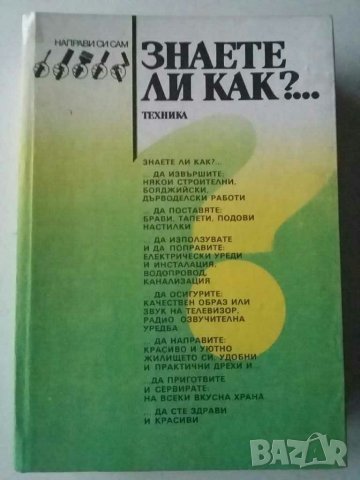 НАПРАВИ СИ САМ
ЗНАЕТЕ
ЛИ КАК?...
ТЕХНИКА
ЗНАЕТЕ ЛИ КАК?...
...ДА ИЗВЪРШИТЕ:
НЯКОИ СТРОИТЕЛНИ,
БОЯДЖИЙСКИ,
ДЪРВОДЕЛСКИ РАБОТИ
...ДА ПОСТАВЯТЕ:
БРАВИ, ТАПЕТИ, ПОДОВИ
НАСТИЛКИ
...ДА ИЗПОЛЗУВАТЕ
И ДА ПОПРАВИТЕ:
ЕЛЕКТРИЧЕСКИ УРЕДИ
И ИНСТАЛАЦИЯ,
ВОДОПРОВОД,
КАНАЛИЗАЦИЯ
...ДА ОСИГУРИТЕ:
КАЧЕСТВЕН ОБРАЗ ИЛИ
ЗВУК НА ТЕЛЕВИЗОР,
РАДИО ОЗВУЧИТЕЛНА
УРЕДБА
...ДА НАПРАВИТЕ:
КРАСИВО И УЮТНО
ЖИЛИЩЕТО СИ, УДОБНИ
И ПРАКТИЧНИ ДРЕХИ И...
...ДА ПРИГОТВИТЕ
И СЕРВИРАТЕ:
НА ВСЕКИ ВКУСНА ХРАНА
...ДА СТЕ ЗДРАВИ
И КРАСИВИ
BAZAR